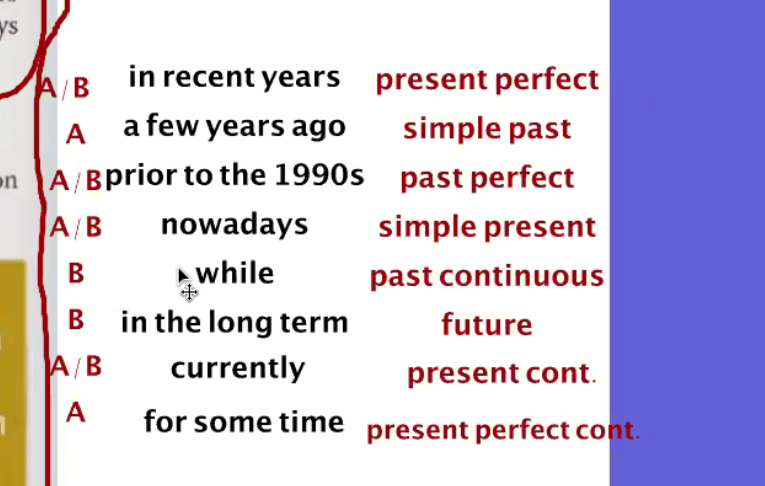 ys
A/B in recent years present perfect
A a few years ago simple past
A/B prior to the 1990s past perfect
on
A/B nowadays simple present
B while past continuous
B in the long term future
A/B currently present cont.
A for some time present perfect cont.